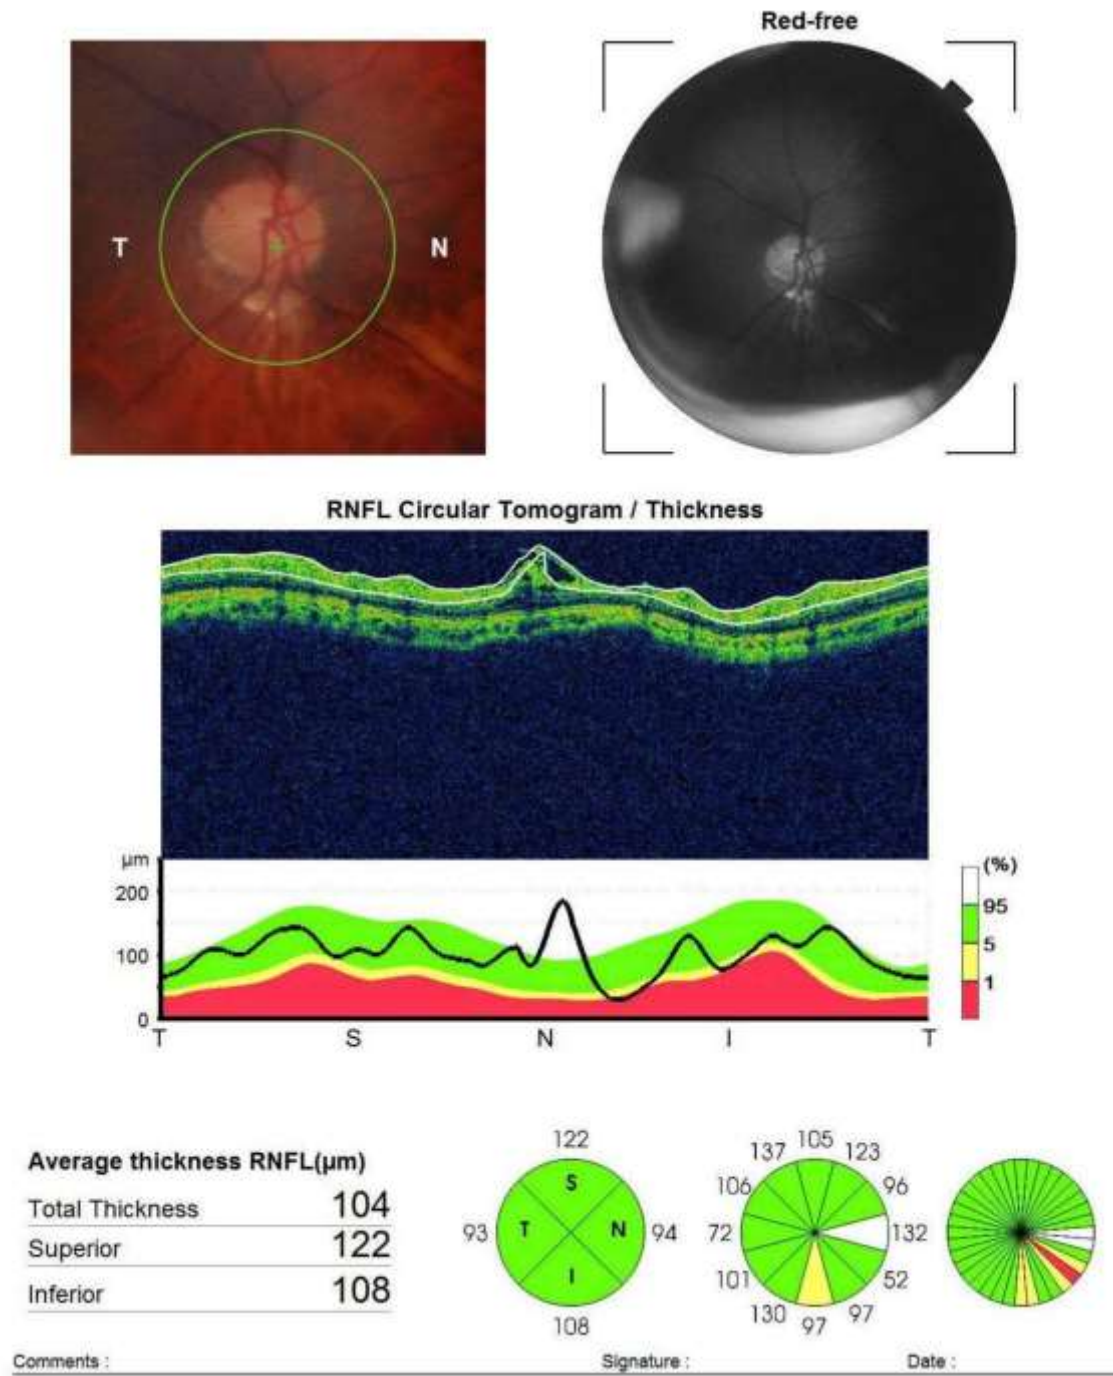 Red-free
T N
RNFL Circular Tomogram / Thickness
µm
200
100
0
T S N I T
(%)
95
5
1
Average thickness RNFL(µm)
Total Thickness 104
Superior 122
Inferior 108
122
S
93 T N 94
I
108
137 105 123
106 96
72 132
101 52
130 97 97
Comments : Signature : Date :